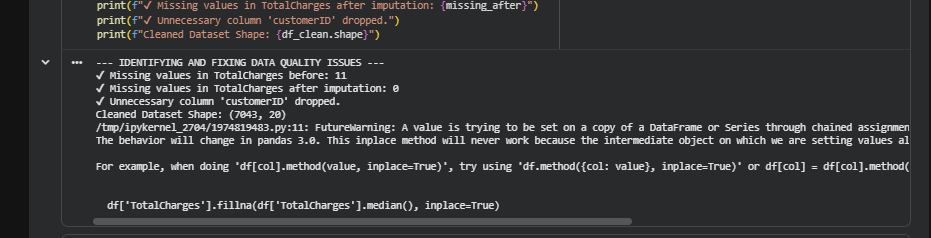 print(f"✓ Missing values in TotalCharges after imputation: {missing_after}")
print(f"✓ Unnecessary column 'customerID' dropped.")
print(f"Cleaned Dataset Shape: {df_clean.shape}")
--- IDENTIFYING AND FIXING DATA QUALITY ISSUES ---
✓ Missing values in TotalCharges before: 11
✓ Missing values in TotalCharges after imputation: 0
✓ Unnecessary column 'customerID' dropped.
Cleaned Dataset Shape: (7043, 20)
/tmp/ipykernel_2704/1974819483.py:11: FutureWarning: A value is trying to be set on a copy of a DataFrame or Series through chained assignmen
The behavior will change in pandas 3.0. This inplace method will never work because the intermediate object on which we are setting values al
For example, when doing 'df[col].method(value, inplace=True)', try using 'df.method({col: value}, inplace=True)' or df[col] = df[col].method(
df['TotalCharges'].fillna(df['TotalCharges'].median(), inplace=True)